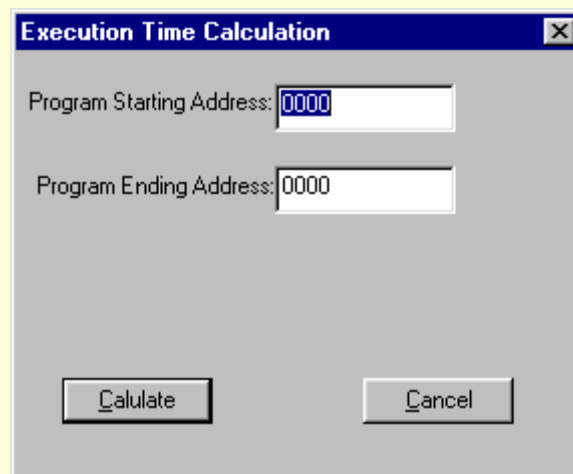 Execution Time Calculation
Program Starting Address: 0000
Program Ending Address: 0000
Calulate Cancel